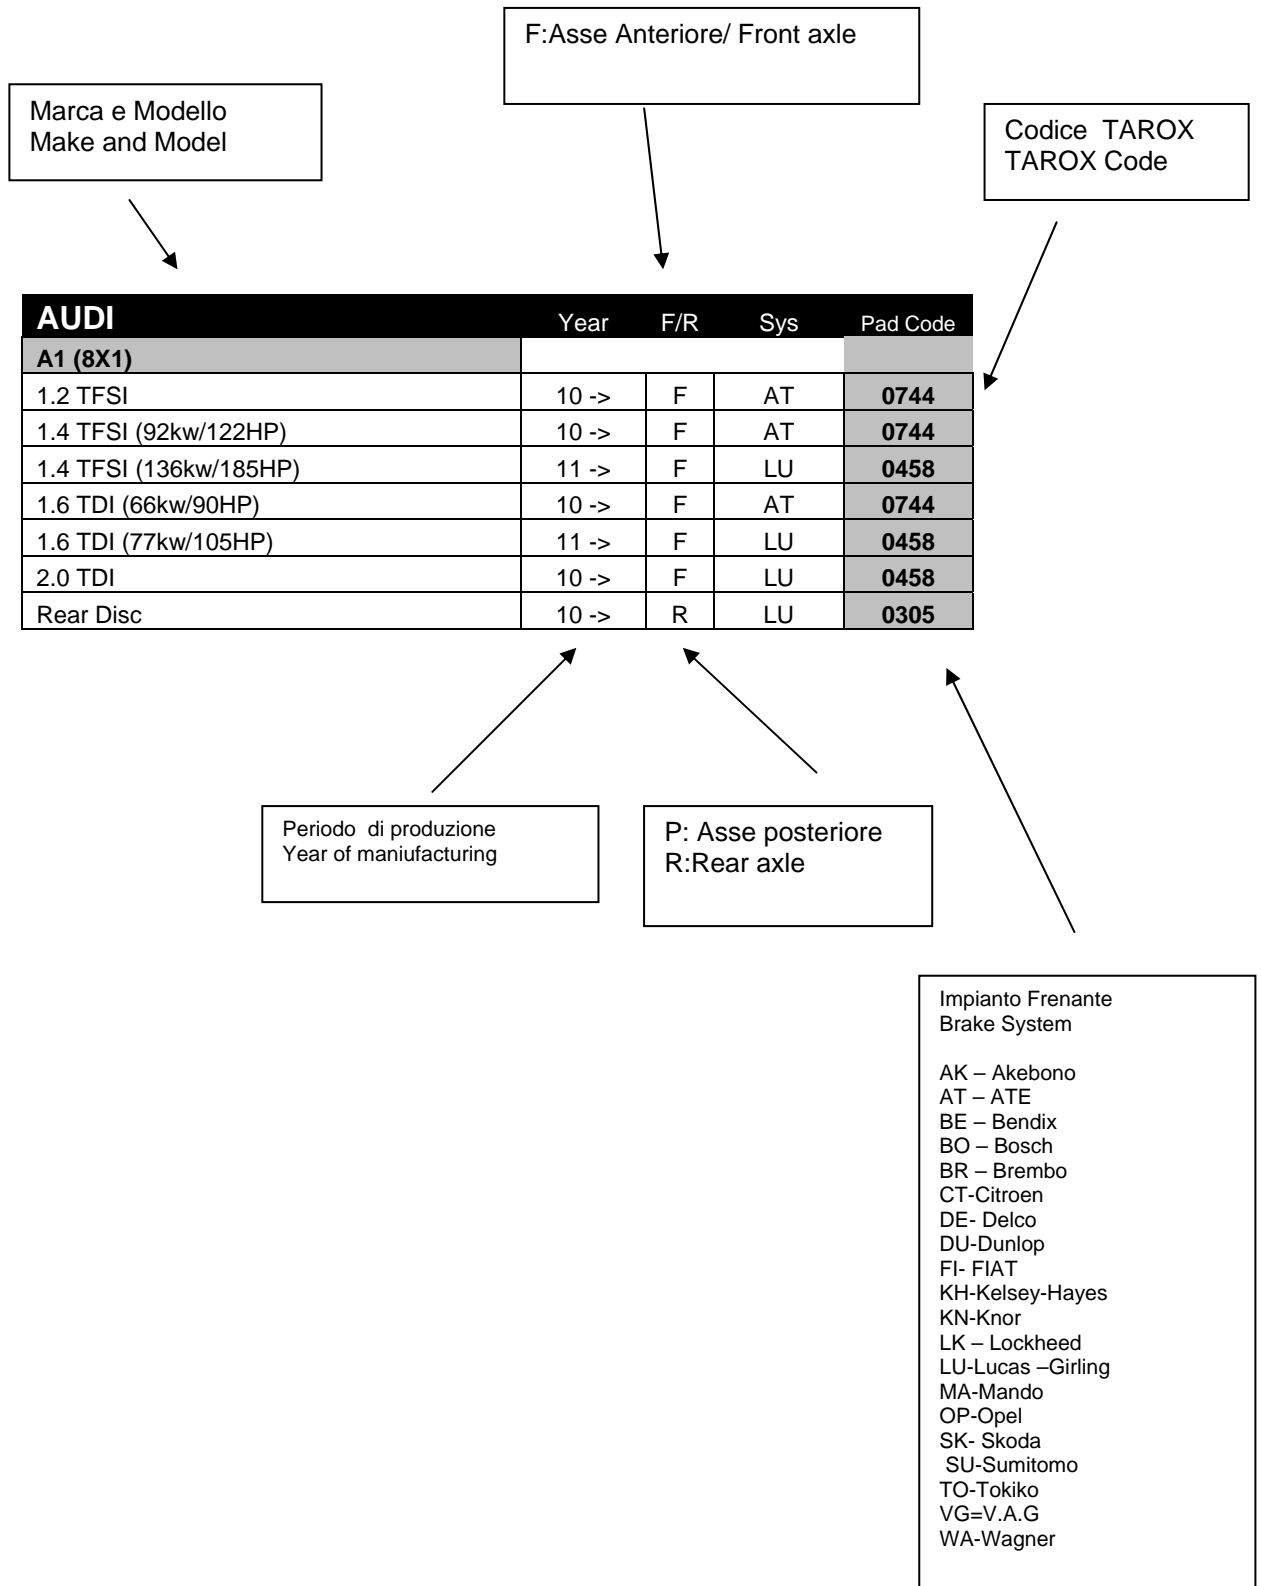 F:Asse Anteriore/ Front axle
Marca e Modello
Make and Model
Codice  TAROX
TAROX Code
AUDI Year F/R Sys Pad Code
A1 (8X1)
1.2 TFSI 10 -> F AT 0744
1.4 TFSI (92kw/122HP) 10 -> F AT 0744
1.4 TFSI (136kw/185HP) 11 -> F LU 0458
1.6 TDI (66kw/90HP) 10 -> F AT 0744
1.6 TDI (77kw/105HP) 11 -> F LU 0458
2.0 TDI 10 -> F LU 0458
Rear Disc 10 -> R LU 0305
Periodo  di produzione
Year of maniufacturing
P: Asse posteriore
R:Rear axle
Impianto Frenante
Brake System
AK – Akebono
AT – ATE
BE – Bendix
BO – Bosch
BR – Brembo
CT-Citroen
DE- Delco
DU-Dunlop
FI- FIAT
KH-Kelsey-Hayes
KN-Knor
LK – Lockheed
LU-Lucas –Girling
MA-Mando
OP-Opel
SK- Skoda
SU-Sumitomo
TO-Tokiko
VG=V.A.G
WA-Wagner